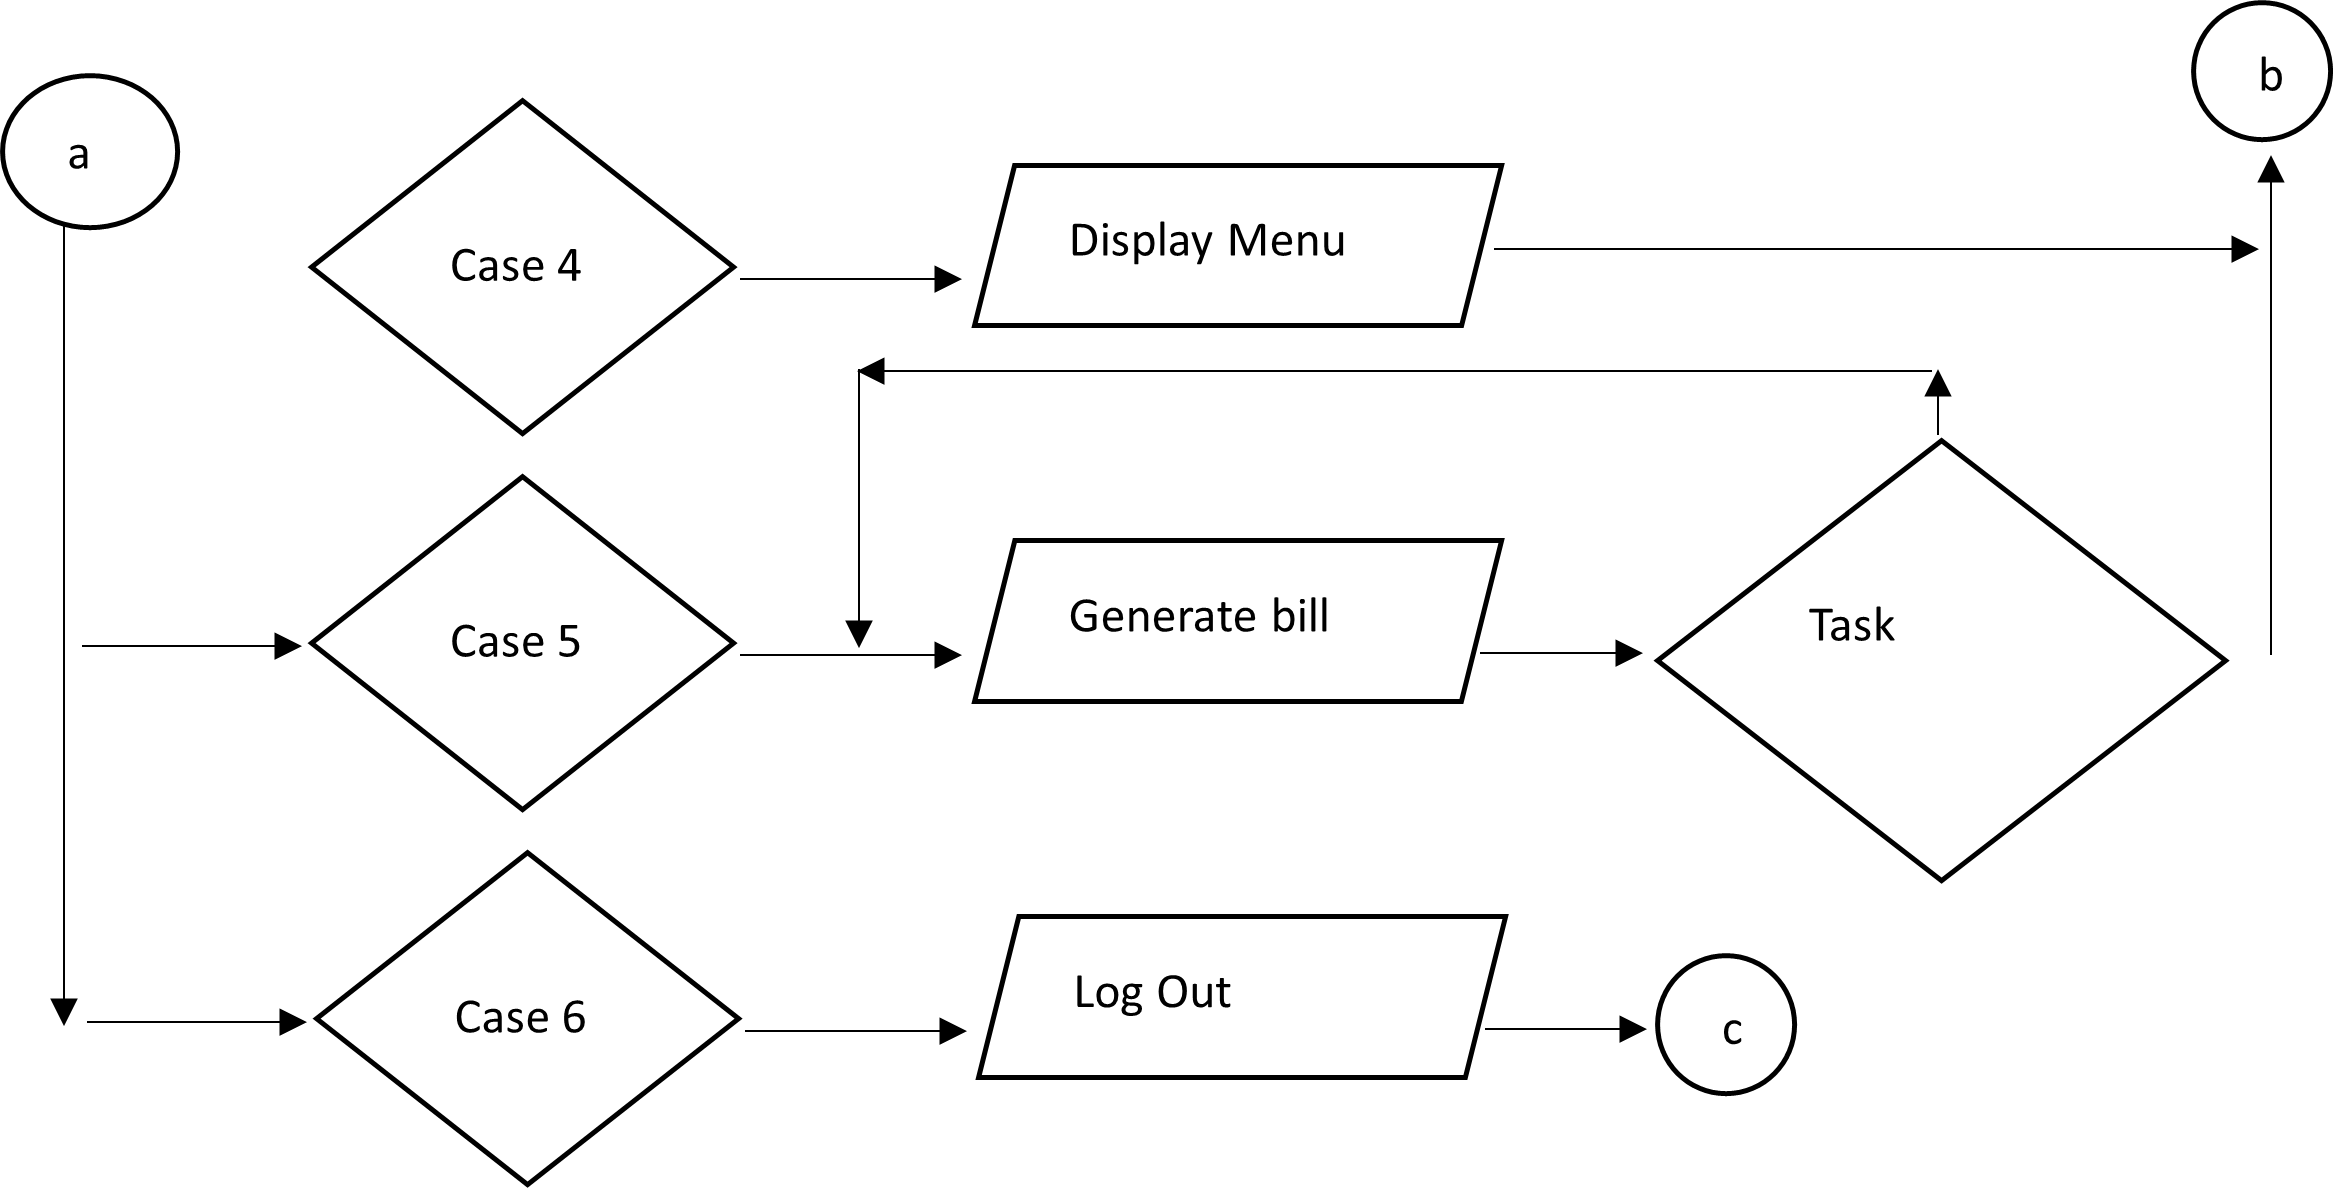 b
a
Case 4
Display Menu
Case 5
Generate bill
Task
Case 6
Log Out
c